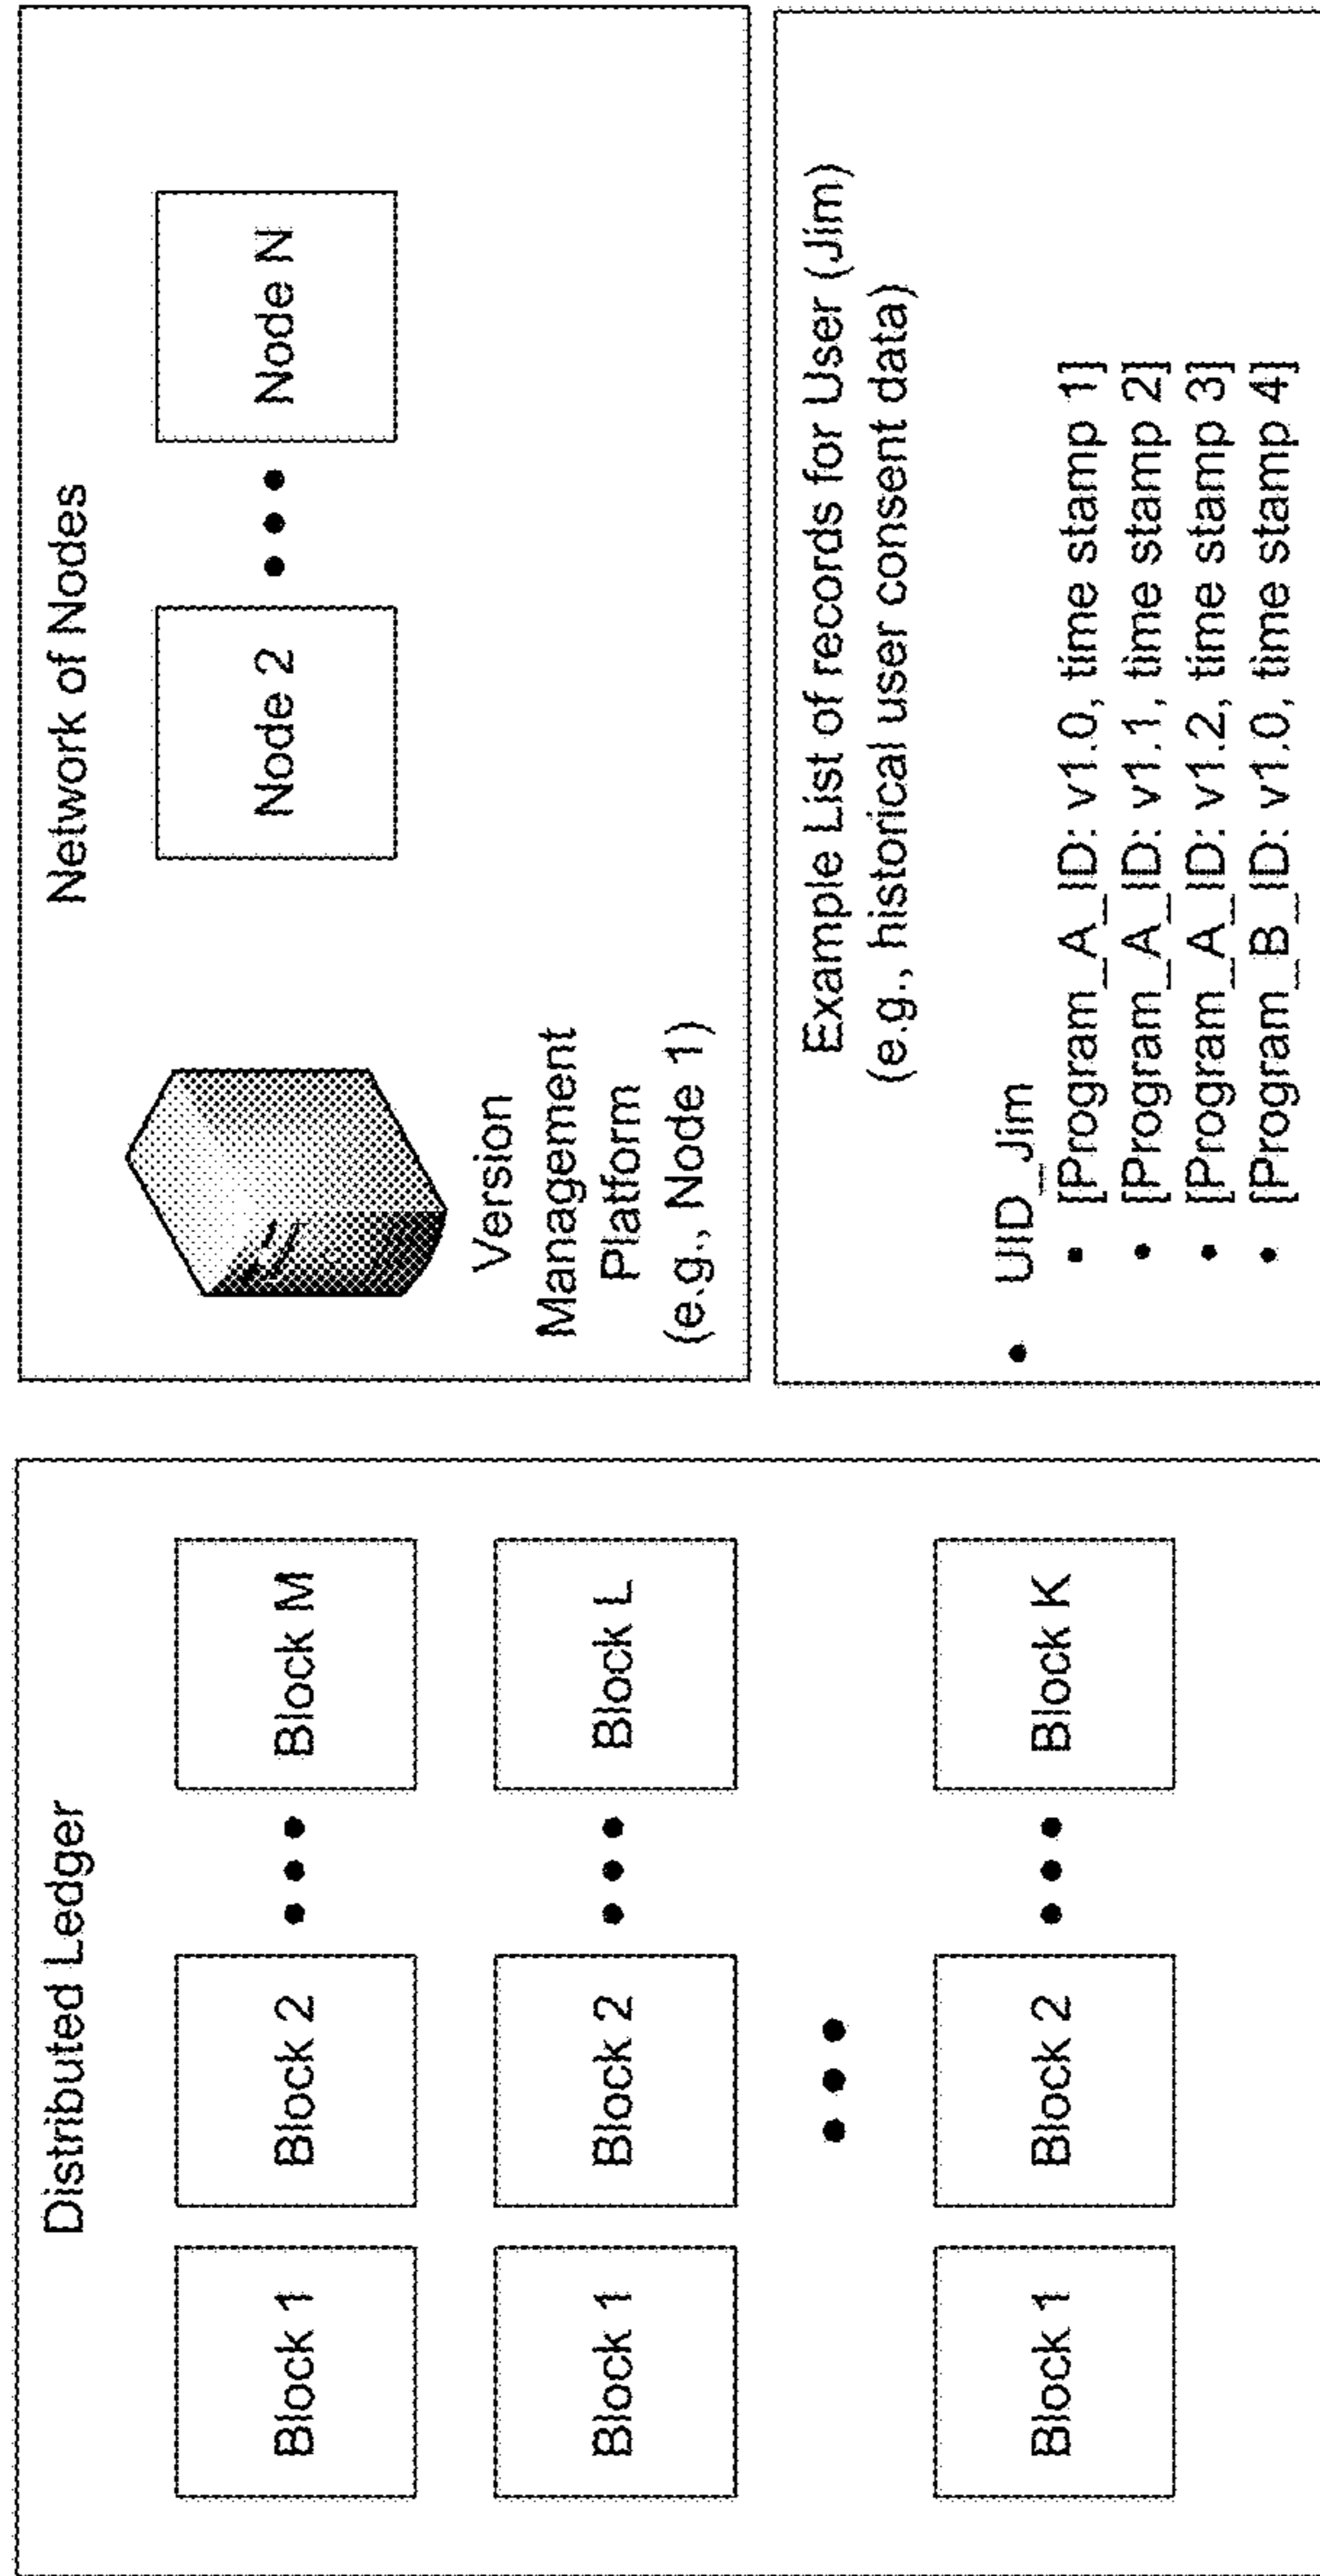 Distributed Ledger
Block 1
Block 2
• • •
Block M
Block 1
Block 2
• • •
Block L
• • •
Block 1
Block 2
• • •
Block K
Network of Nodes
Version
Management
Platform
(e.g., Node 1)
Node 2
• • •
Node N
Example List of records for User (Jim)
(e.g., historical user consent data)
• UID_Jim
• [Program_A_ID: v1.0, time stamp 1]
• [Program_A_ID: v1.1, time stamp 2]
• [Program_A_ID: v1.2, time stamp 3]
• [Program_B_ID: v1.0, time stamp 4]